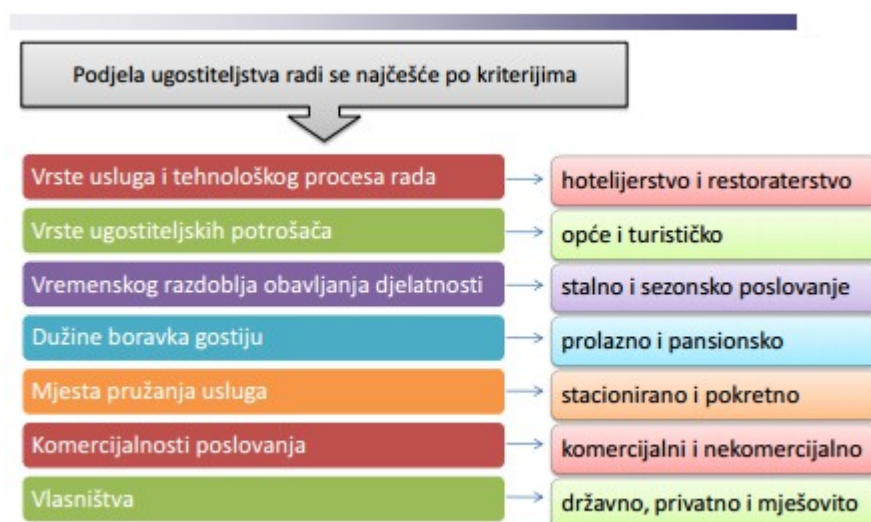 Podjela ugostiteljstva radi se najčešće po kriterijima
Vrste usluga i tehnološkog procesa rada
hotelijerstvo i restoraterstvo
Vrste ugostiteljskih potrošača
opće i turističko
Vremenskog razdoblja obavljanja djelatnosti
stalno i sezonsko poslovanje
Dužine boravka gostiju
prolazno i pansionsko
Mjesta pružanja usluga
stacionirano i pokretno
Komercijalnosti poslovanja
komercijalni i nekomercijalno
Vlasništva
državno, privatno i mješovito